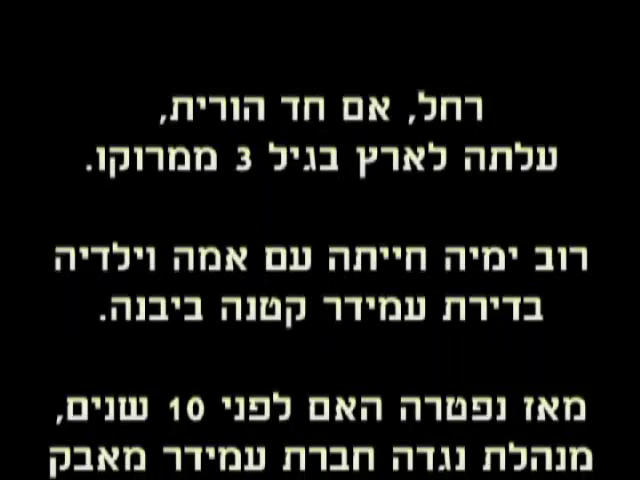 רחל, אם חד הורית,
עלתה לארץ בגיל 3 ממרוקו.
רוב ימיה חייתה עם אמה וילדיה
בדירת עמידר קטנה ביבנה.
מאז נפטרה האם לפני 10 שנים,
מנהלת נגדה חברת עמידר מאבק